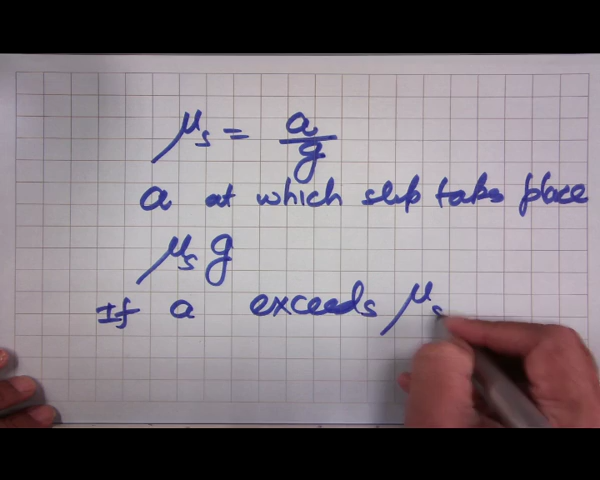 μs = a/g
a at which slip takes place
μs g
If a exceeds μs